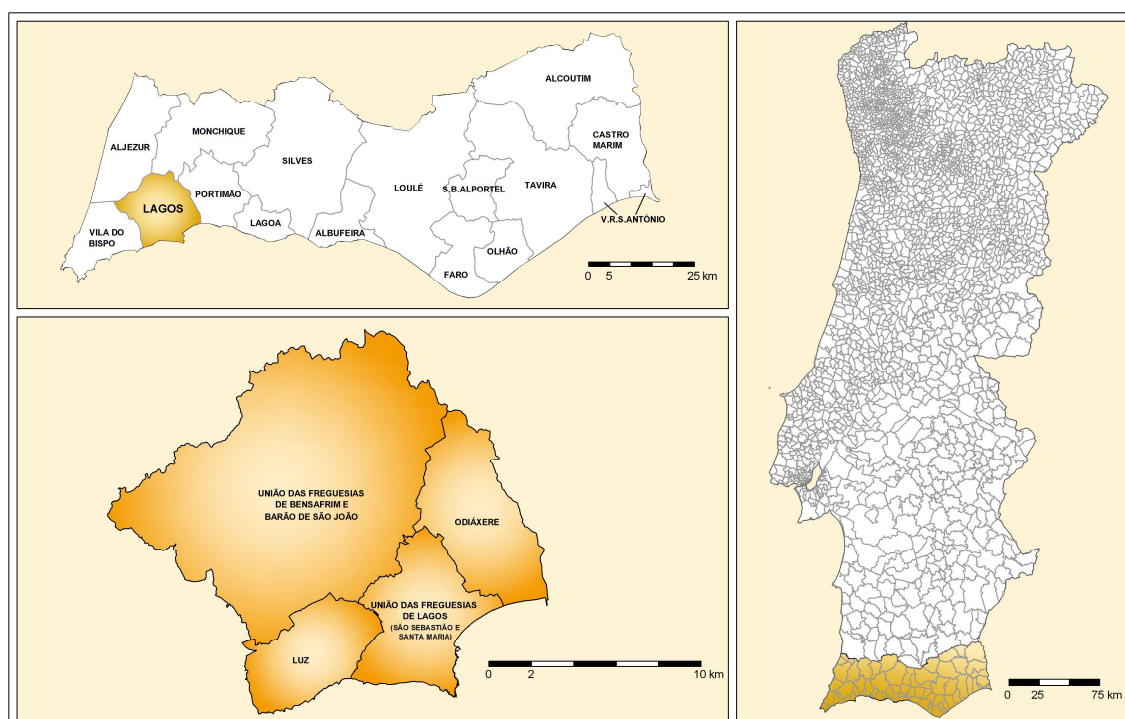 ALCOUTIM
MONCHIQUE
CASTRO
MARIM
ALJEZUR
SILVES
LOULÉ
S.B.ALPORTEL
TAVIRA
PORTIMÃO
LAGOS
LAGOA
V.R.S.ANTÓNIO
VILA DO
BISPO
ALBUFEIRA
OLHÃO
FARO
0 5 25 km
UNIÃO DAS FREGUESIAS
DE BENSAFRIM E
BARÃO DE SÃO JOÃO
ODIÁXERE
UNIÃO DAS FREGUESIAS
DE LAGOS
(SÃO SEBASTIÃO E
SANTA MARIA)
LUZ
0 2 10 km
0 25 75 km